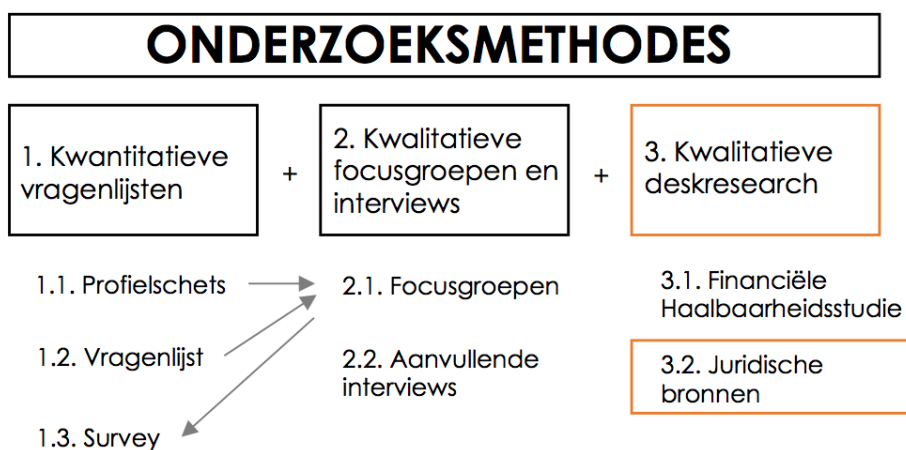 ONDERZOEKSMETHODES
1. Kwantitatieve
vragenlijsten
+
2. Kwalitatieve
focusgroepen en
interviews
+
3. Kwalitatieve
deskresearch
1.1. Profielschets
1.2. Vragenlijst
1.3. Survey
2.1. Focusgroepen
2.2. Aanvullende
interviews
3.1. Financiële
Haalbaarheidsstudie
3.2. Juridische
bronnen